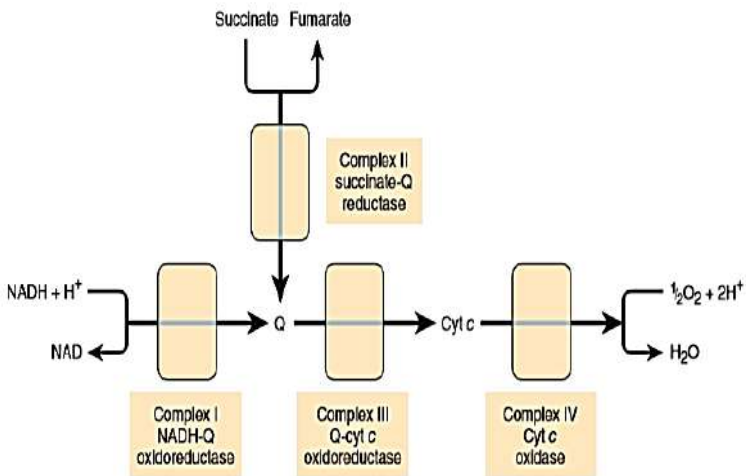 Succinate Fumarate
Complex II
succinate-Q
reductase
NADH + H⁺
NAD
Q
Cyt c
½O₂ + 2H⁺
H₂O
Complex I
NADH-Q
oxidoreductase
Complex III
Q-cyt c
oxidoreductase
Complex IV
Cyt c
oxidase